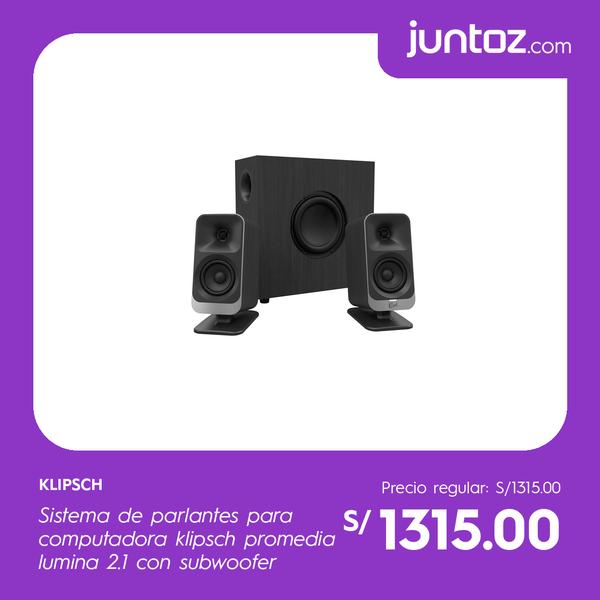 juntoz.com
KLIPSCH
Sistema de parlantes para
computadora klipsch promedia
lumina 2.1 con subwoofer
Precio regular: S/1315.00
S/1315.00